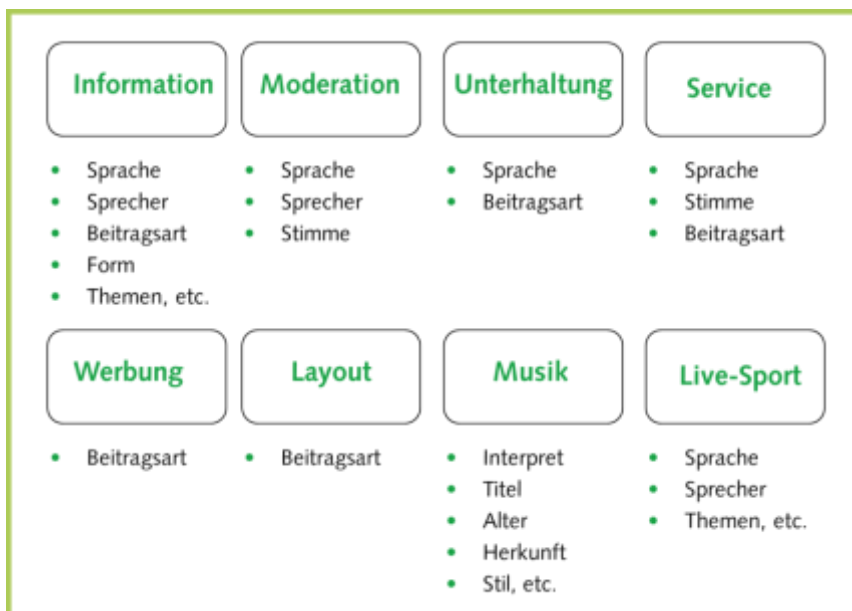 Information
• Sprache
• Sprecher
• Beitragsart
• Form
• Themen, etc.
Moderation
• Sprache
• Sprecher
• Stimme
Unterhaltung
• Sprache
• Beitragsart
Service
• Sprache
• Stimme
• Beitragsart
Werbung
• Beitragsart
Layout
• Beitragsart
Musik
• Interpret
• Titel
• Alter
• Herkunft
• Stil, etc.
Live-Sport
• Sprache
• Sprecher
• Themen, etc.